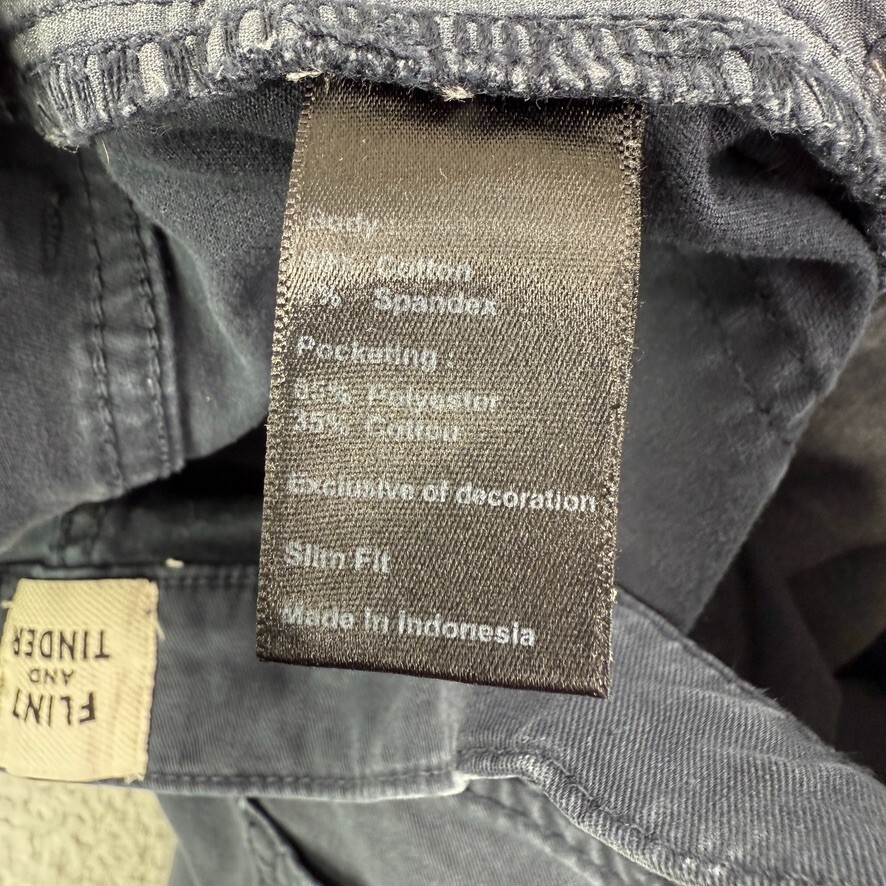 Body :
Cotton
% Spandex
Pocketing :
65% Polyester
35% Cotton
Exclusive of decoration
Slim Fit
Made in Indonesia
FLINT
AND
TINDER